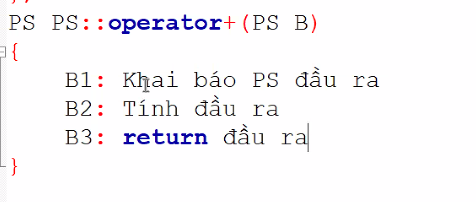 PS PS::operator+(PS B)
{
B1: Khai báo PS đầu ra
B2: Tính đầu ra
B3: return đầu ra
}